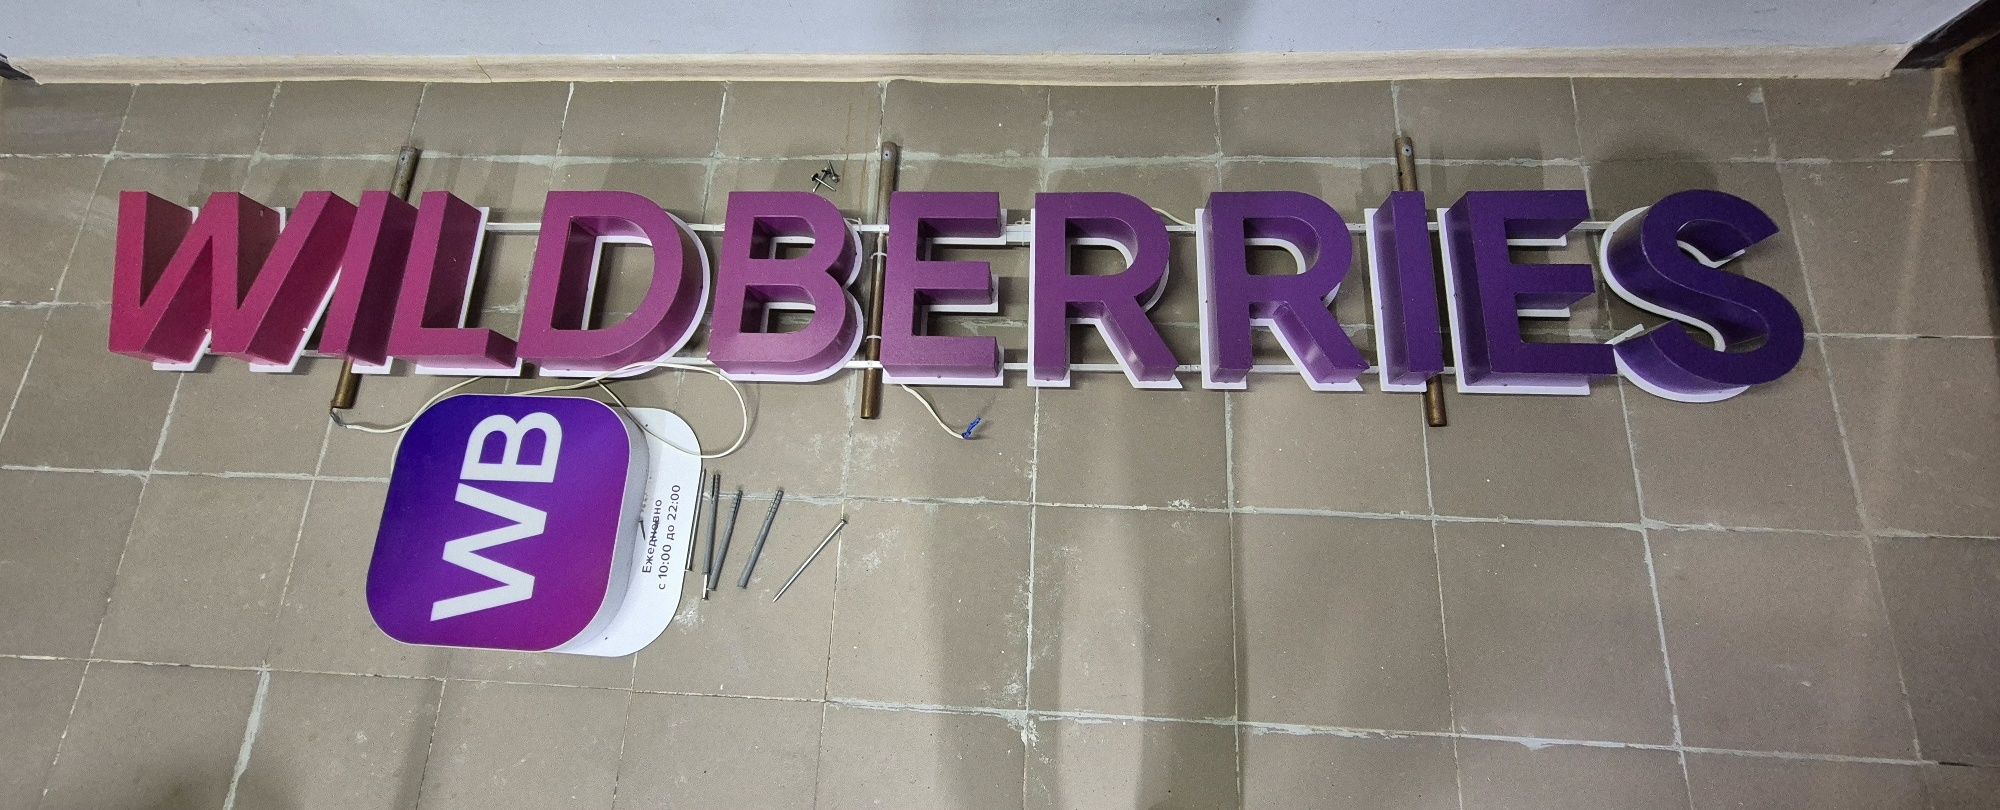 WILDBERRIES
WB
Ежедневно
с 10:00 до 22:00